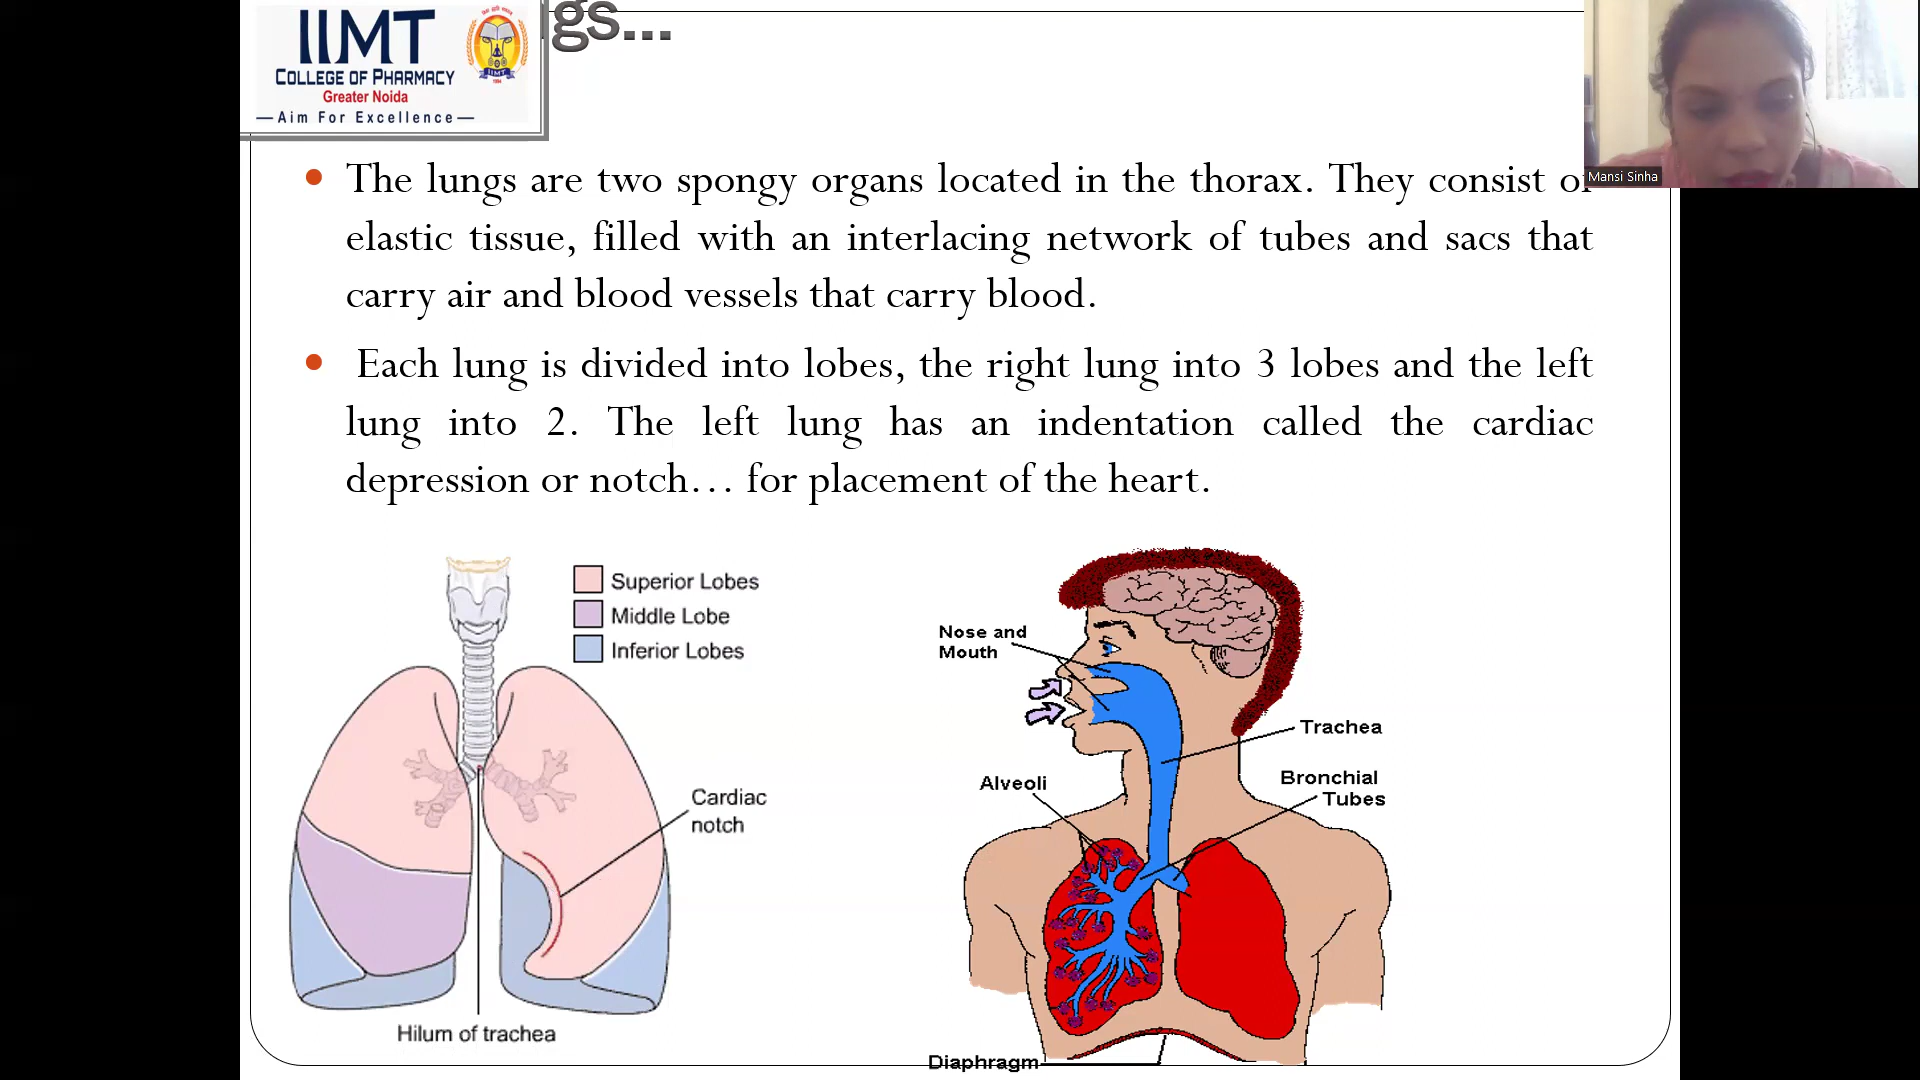 gs...
IIMT
COLLEGE OF PHARMACY
Greater Noida
—Aim For Excellence—
IIMT
Mansi Sinha
• The lungs are two spongy organs located in the thorax. They consist of
elastic tissue, filled with an interlacing network of tubes and sacs that
carry air and blood vessels that carry blood.
• Each lung is divided into lobes, the right lung into 3 lobes and the left
lung into 2. The left lung has an indentation called the cardiac
depression or notch... for placement of the heart.
Superior Lobes
Middle Lobe
Inferior Lobes
Cardiac
notch
Hilum of trachea
Nose and
Mouth
Trachea
Bronchial
Tubes
Alveoli
Diaphragm